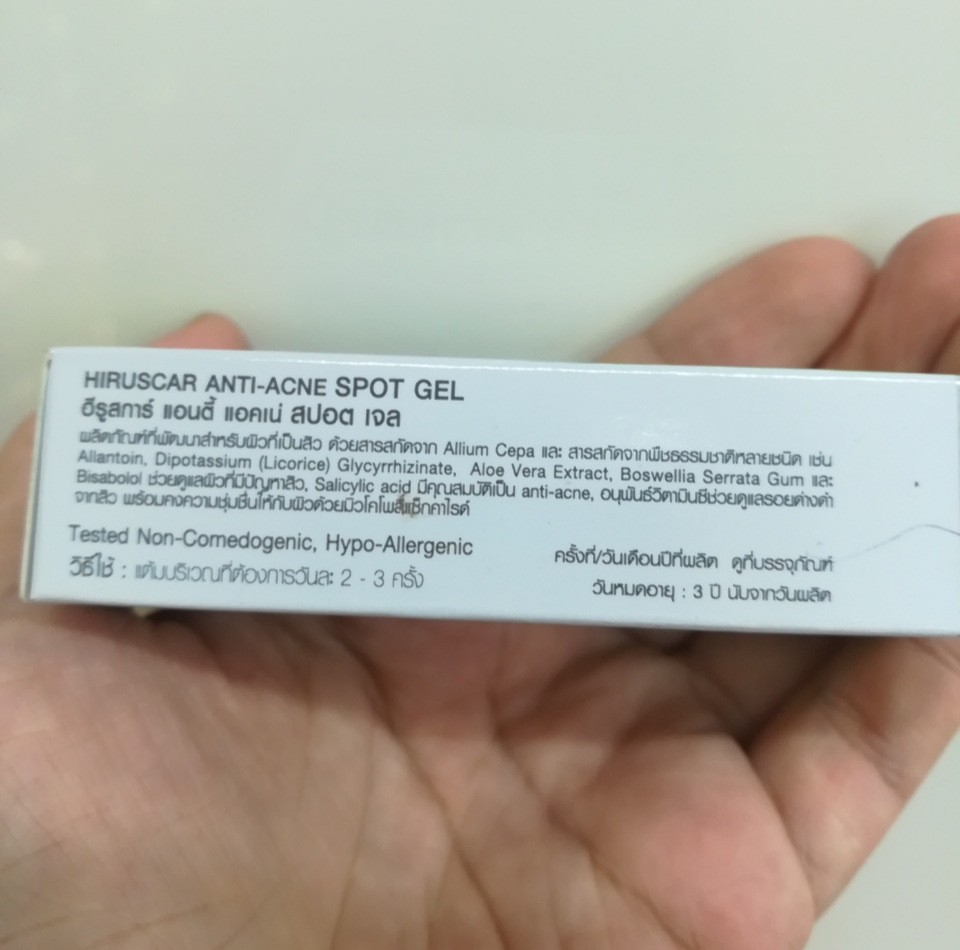 HIRUSCAR ANTI-ACNE SPOT GEL
ฮีรูสการ์ แอนตี้ แอคเน่ สปอต เจล
ผลิตภัณฑ์ที่พัฒนาสำหรับผิวที่เป็นสิว ด้วยสารสกัดจาก Allium Cepa และ สารสกัดจากพืชธรรมชาติหลายชนิด เช่น
Allantoin, Dipotassium (Licorice) Glycyrrhizinate, Aloe Vera Extract, Boswellia Serrata Gum และ
Bisabolol ช่วยดูแลผิวที่มีปัญหาสิว, Salicylic acid มีคุณสมบัติเป็น anti-acne, อนุพันธ์วิตามินซีช่วยดูแลรอยด่างดำ
จากสิว พร้อมคงความชุ่มชื่นให้กับผิวด้วยมิวโคโพลีแซ็กคาไรด์
Tested Non-Comedogenic, Hypo-Allergenic
วิธีใช้ : แต้มบริเวณที่ต้องการวันละ 2 - 3 ครั้ง
ครั้งที่/วันเดือนปีที่ผลิต ดูที่บรรจุภัณฑ์
วันหมดอายุ : 3 ปี นับจากวันผลิต